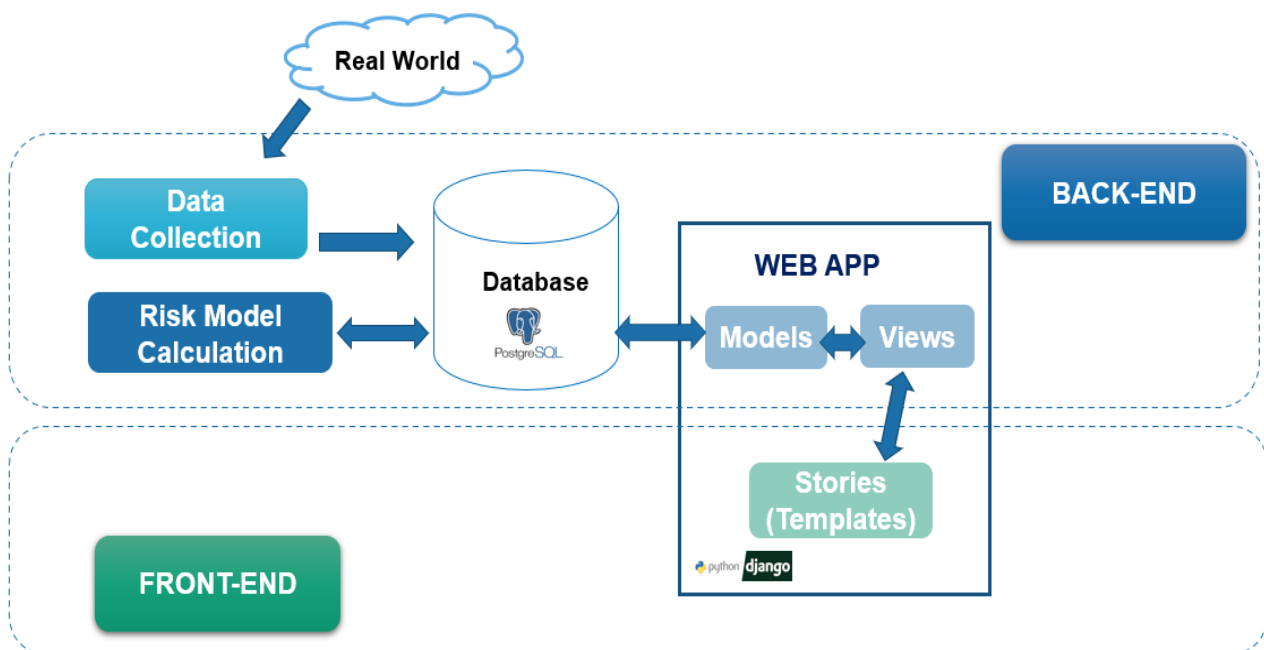 Real World
Data
Collection
BACK-END
WEB APP
Database
PostgreSQL
Risk Model
Calculation
Models
Views
Stories
(Templates)
python
django
FRONT-END